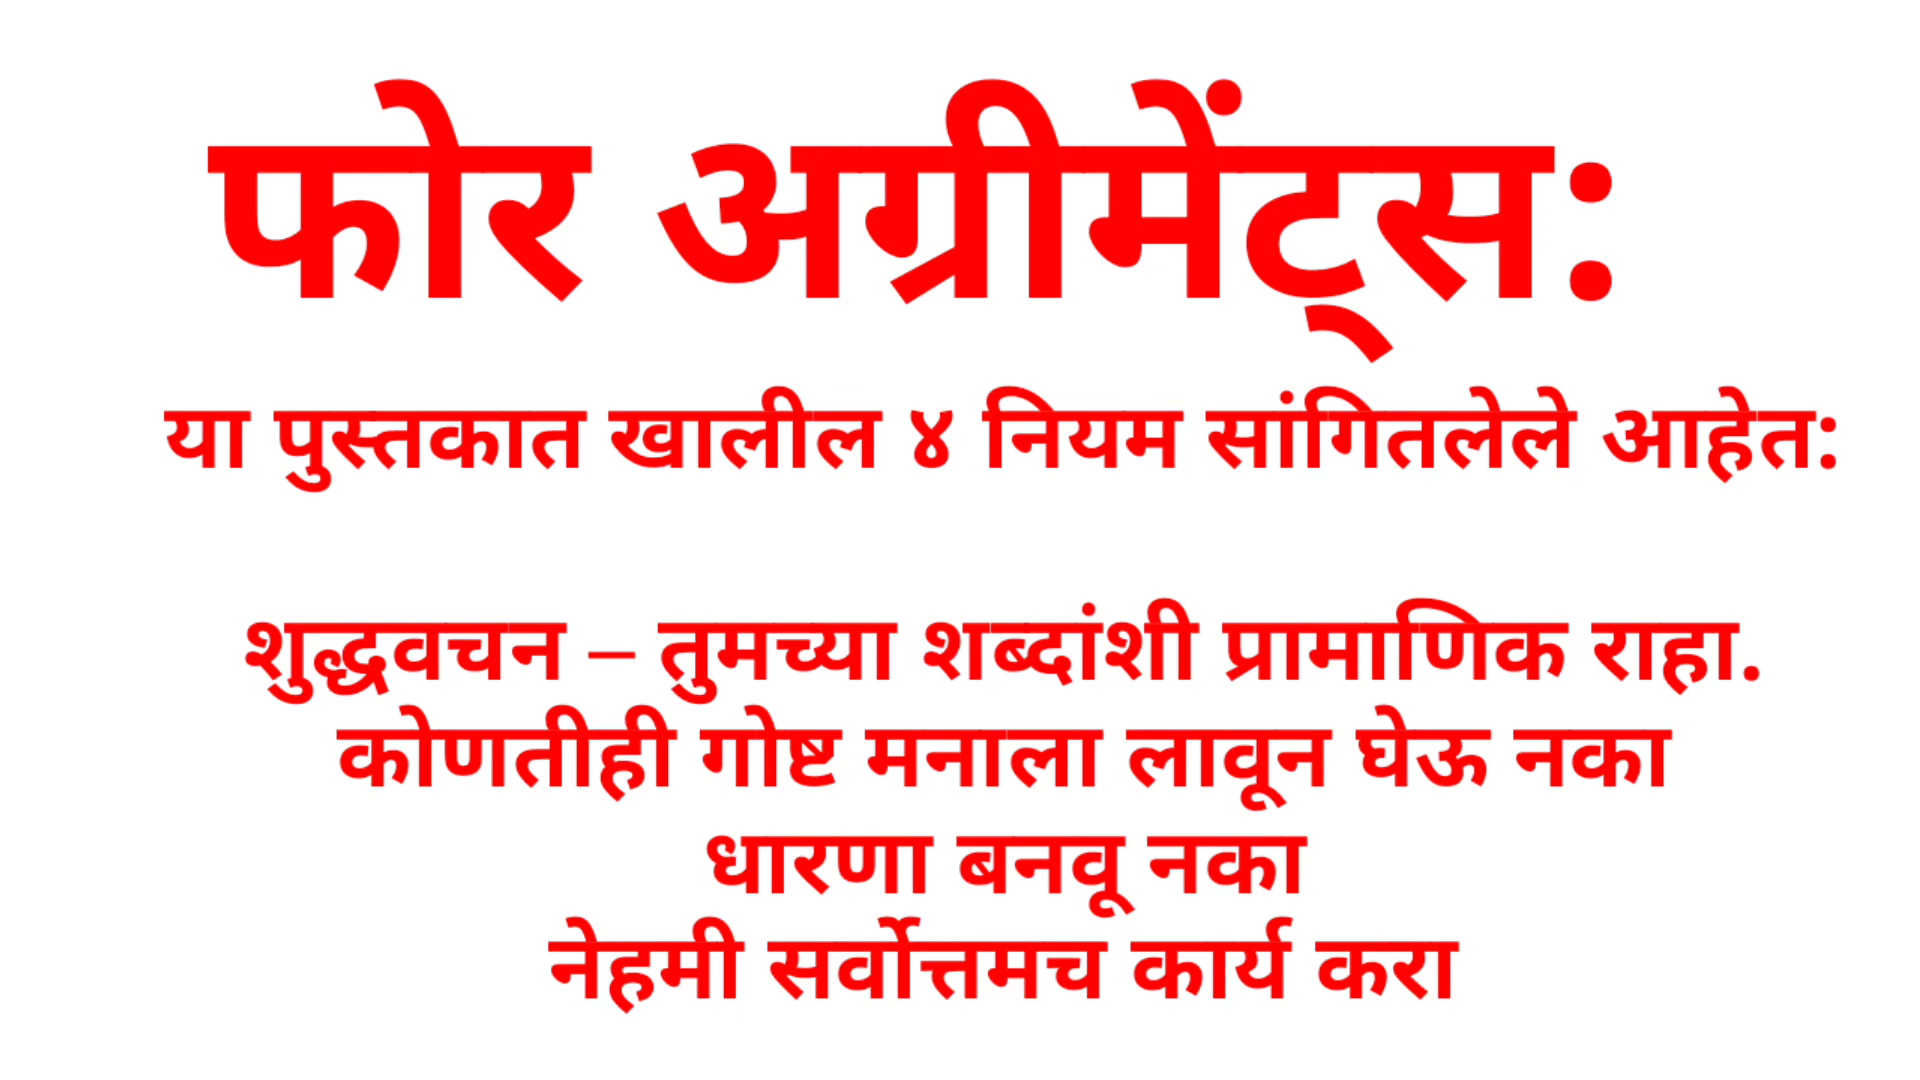 फोर अग्रीमेंट्स:
या पुस्तकात खालील ४ नियम सांगितलेले आहेत:
शुद्धवचन – तुमच्या शब्दांशी प्रामाणिक राहा.
कोणतीही गोष्ट मनाला लावून घेऊ नका
धारणा बनवू नका
नेहमी सर्वोत्तमच कार्य करा